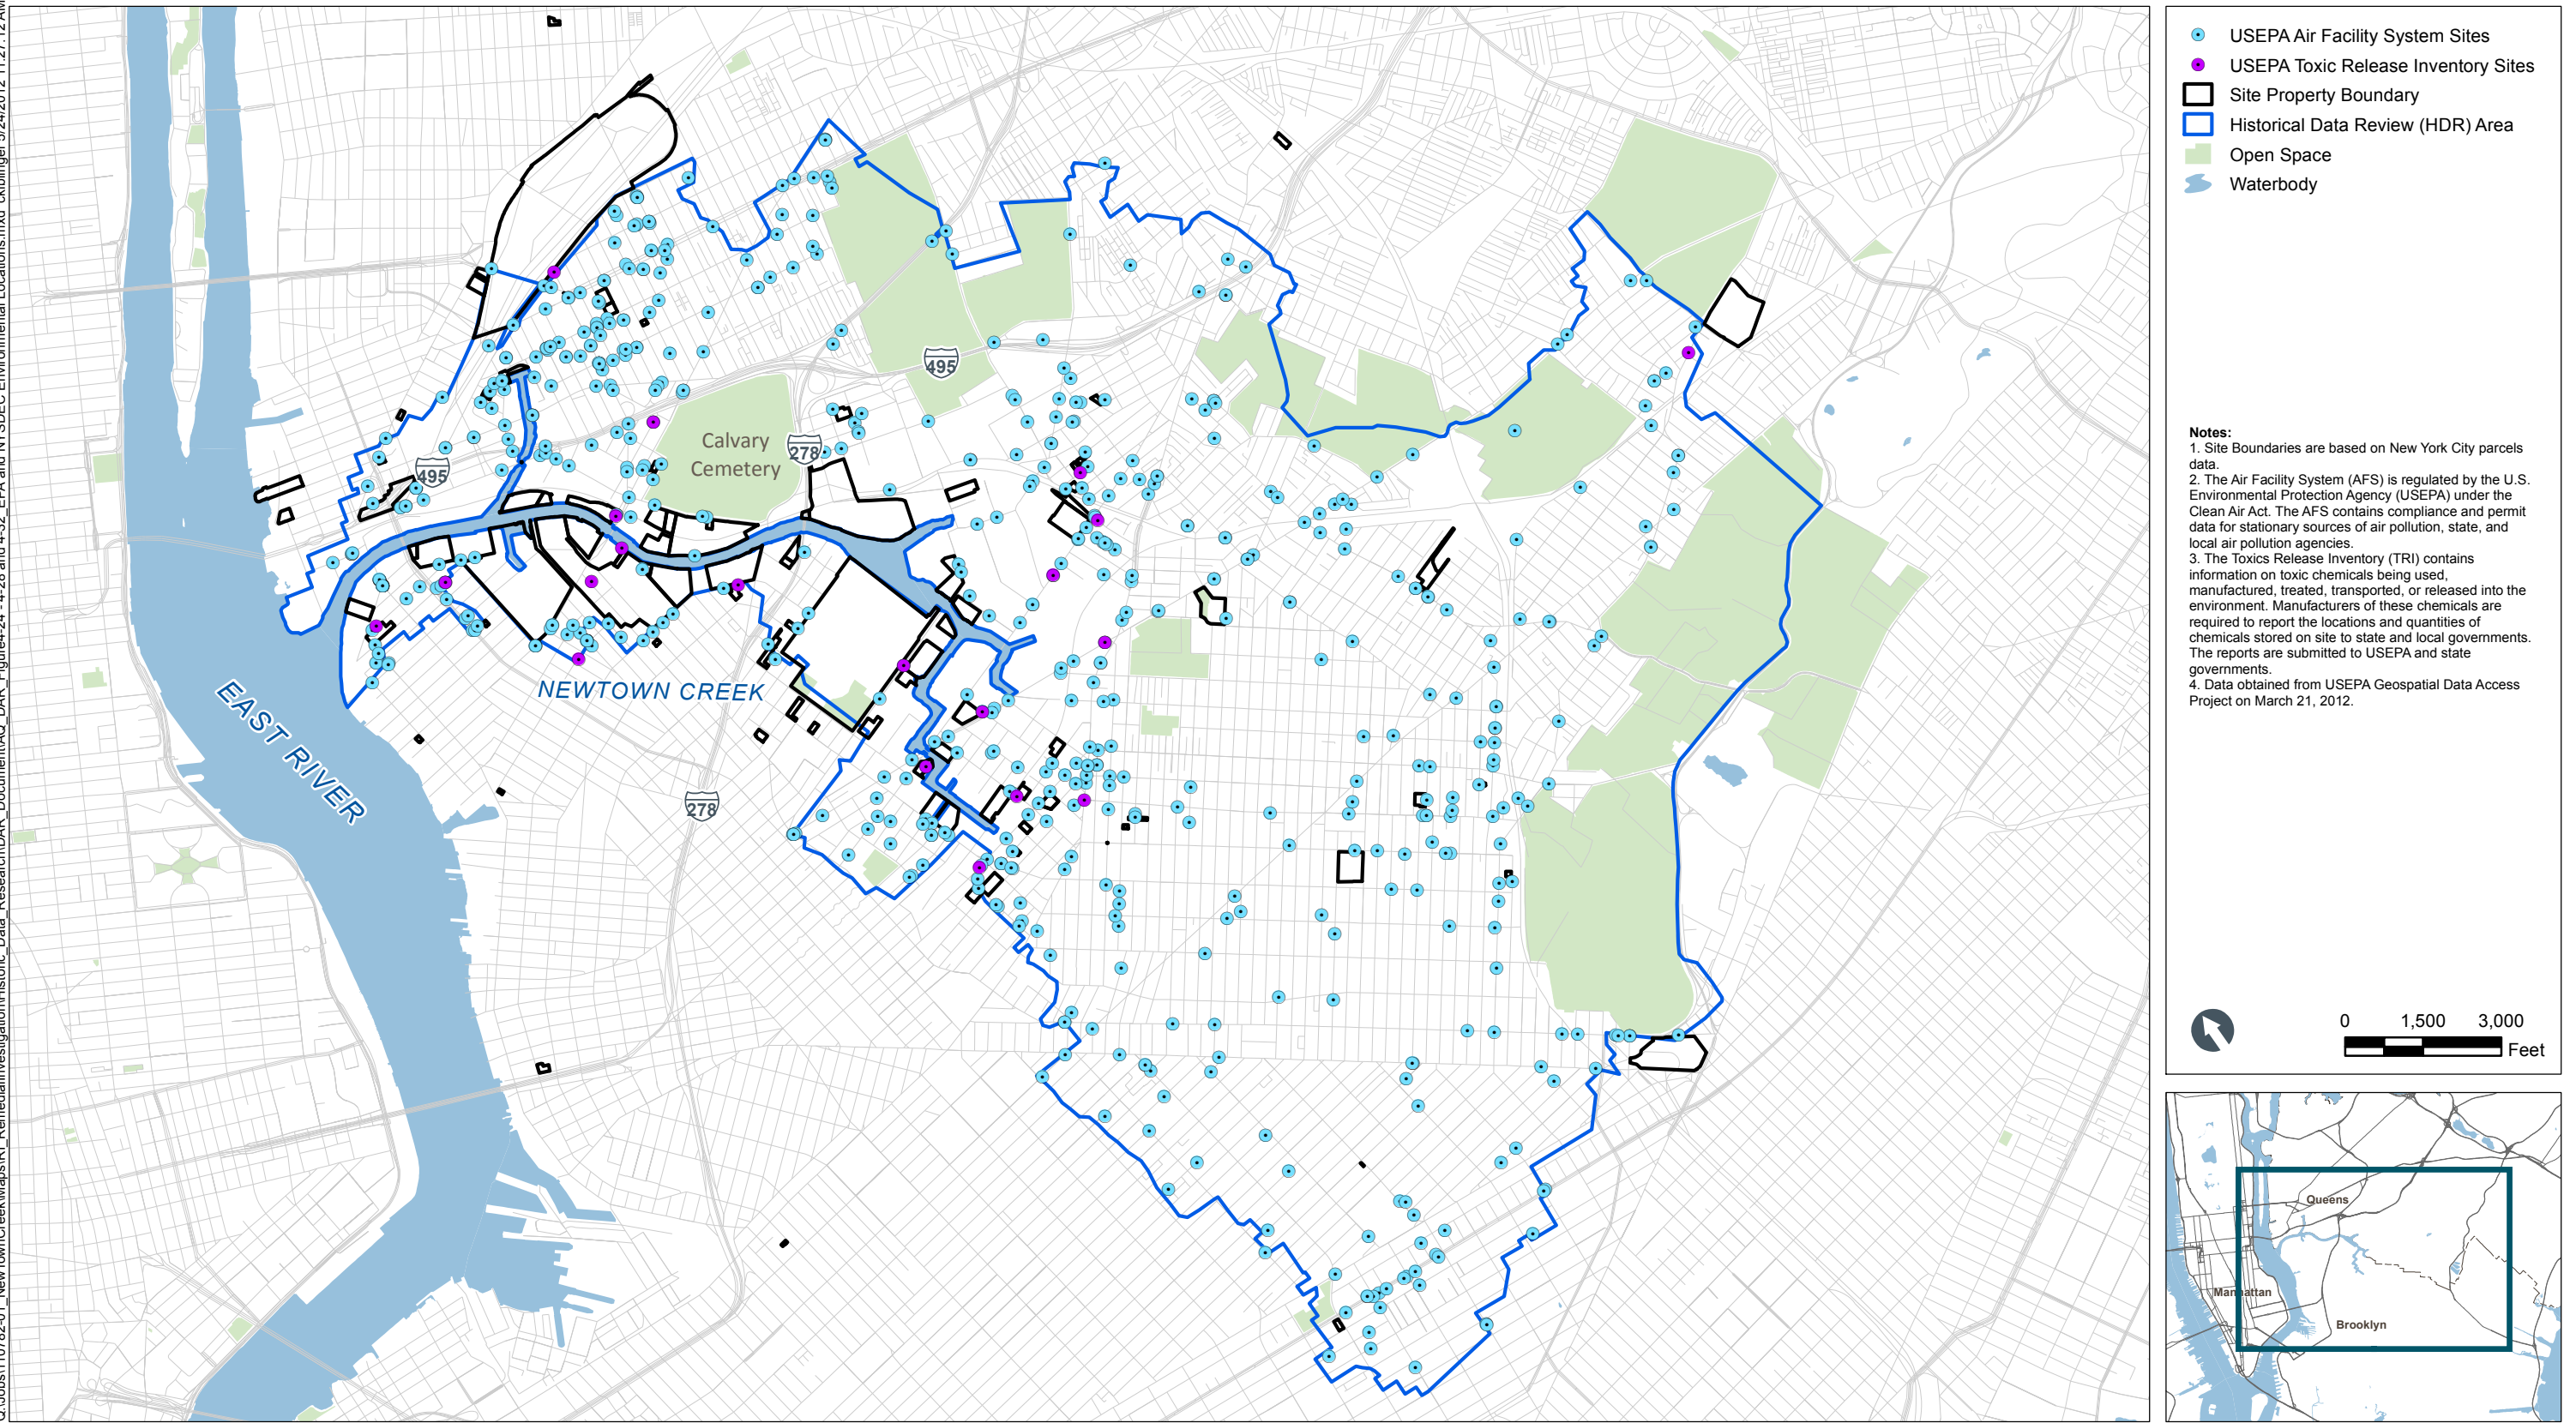 USEPA Air Facility System Sites
USEPA Toxic Release Inventory Sites
Site Property Boundary
Historical Data Review (HDR) Area
Open Space
Waterbody
495
Calvary
Cemetery
278
495
NEWTOWN CREEK
EAST RIVER
278
Notes:
1. Site Boundaries are based on New York City parcels
data.
2. The Air Facility System (AFS) is regulated by the U.S.
Environmental Protection Agency (USEPA) under the
Clean Air Act. The AFS contains compliance and permit
data for stationary sources of air pollution, state, and
local air pollution agencies.
3. The Toxics Release Inventory (TRI) contains
information on toxic chemicals being used,
manufactured, treated, transported, or released into the
environment. Manufacturers of these chemicals are
required to report the locations and quantities of
chemicals stored on site to state and local governments.
The reports are submitted to USEPA and state
governments.
4. Data obtained from USEPA Geospatial Data Access
Project on March 21, 2012.
0 1,500 3,000
Feet
Queens
Manhattan
Brooklyn